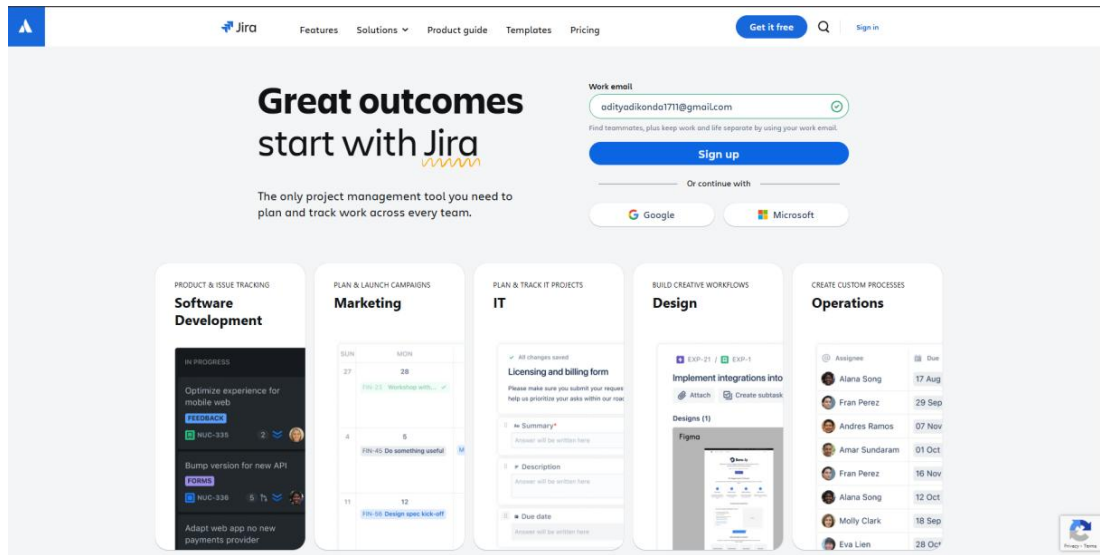 Jira
Features Solutions Product guide Templates Pricing
Get it free
Sign in
Great outcomes
start with Jira
The only project management tool you need to
plan and track work across every team.
Work email
adityadikonda1711@gmail.com
Find teammates, plus keep work and life separate by using your work email.
Sign up
Or continue with
Google
Microsoft
PRODUCT & ISSUE TRACKING
Software
Development
IN PROGRESS
Optimize experience for
mobile web
FEEDBACK
NUC-335 2
Bump version for new API
FORMS
NUC-336 5
Adapt web app no new
payments provider
PLAN & LAUNCH CAMPAIGNS
Marketing
SUN MON
27 28
FIN-23 Workshop with...
4 5
FIN-45 Do something useful M
11 12
FIN-56 Design spec kick-off
PLAN & TRACK IT PROJECTS
IT
All changes saved
Licensing and billing form
Please make sure you submit your reques
help us prioritize your asks within our roac
Summary*
Answer will be written here
Description
Answer will be written here
Due date
Answer will be written here
BUILD CREATIVE WORKFLOWS
Design
EXP-21 / EXP-1
Implement integrations into
Attach Create subtask
Designs (1)
Figma
CREATE CUSTOM PROCESSES
Operations
Assignee Due
Alana Song 17 Aug
Fran Perez 29 Sep
Andres Ramos 07 Nov
Amar Sundaram 01 Oct
Fran Perez 16 Nov
Alana Song 12 Oct
Molly Clark 18 Sep
Eva Lien 28 Oct
Privacy - Terms